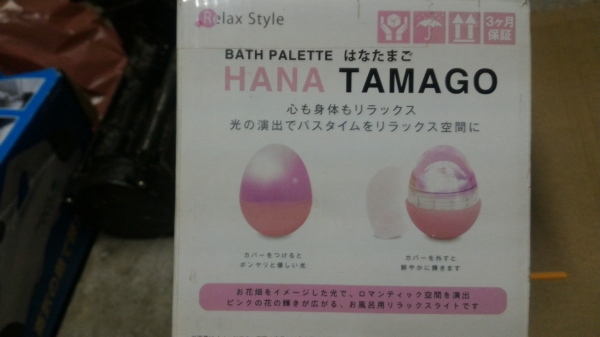 Relax Style
3ヶ月
保証
BATH PALETTE はなたまご
HANA TAMAGO
心も身体もリラックス
光の演出でバスタイムをリラックス空間に
カバーをつけると
ボンヤリと優しい光
カバーを外すと
鮮やかに輝きます
お花畑をイメージした光で、ロマンティック空間を演出
ピンクの花の輝きが広がる、お風呂用リラックスライトです